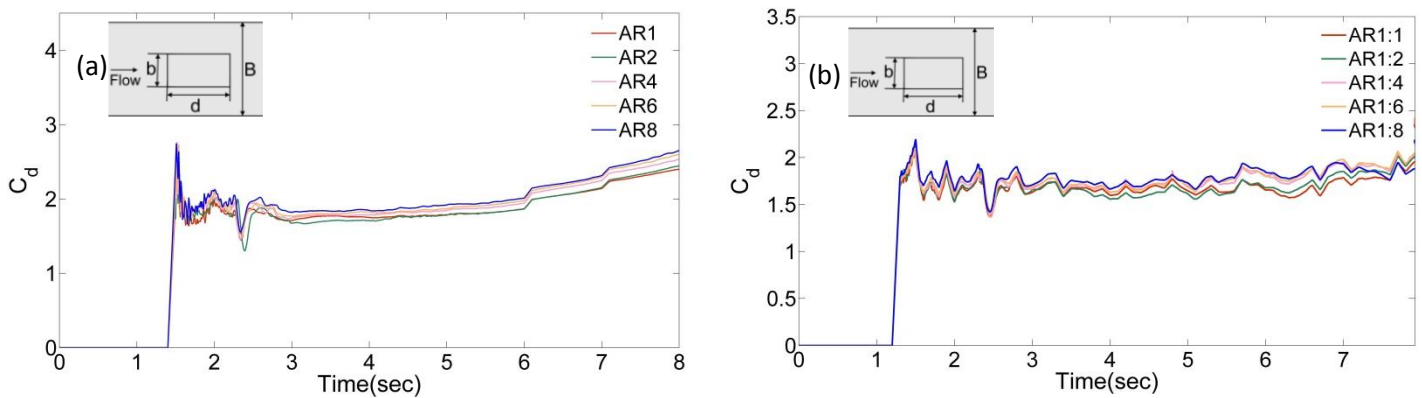 (a)
b
B
Flow
d
AR1
AR2
AR4
AR6
AR8
4
3
2
1
0
C_d
0 1 2 3 4 5 6 7 8
Time(sec)
(b)
b
B
Flow
d
AR1:1
AR1:2
AR1:4
AR1:6
AR1:8
3.5
3
2.5
2
1.5
1
0.5
0
C_d
0 1 2 3 4 5 6 7
Time(sec)